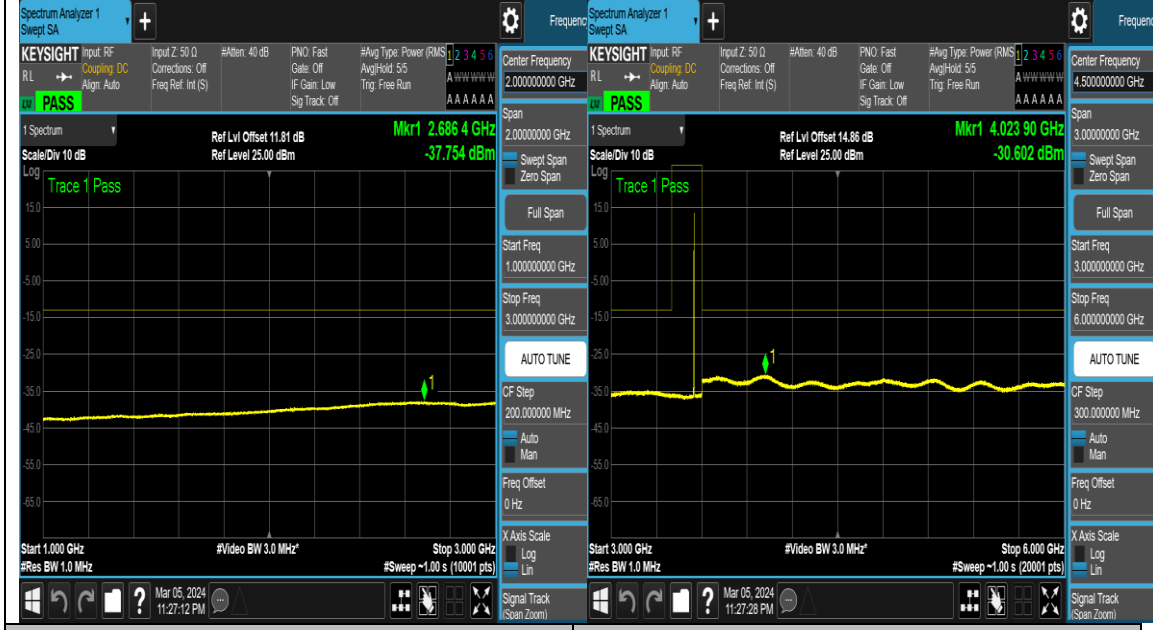 Spectrum Analyzer 1
Swept SA
+
Frequenc
KEYSIGHT Input: RF Input Z: 50 Ω #Atten: 40 dB PNO: Fast #Avg Type: Power (RMS 1 2 3 4 5 6
RL Coupling: DC Corrections: Off Gate: Off Avg|Hold: 5/5 A W W W W W
Align: Auto Freq Ref: Int (S) IF Gain: Low Trig: Free Run
Sig Track: Off A A A A A A
LXI PASS
1 Spectrum
Ref Lvl Offset 11.81 dB
Mkr1 2.686 4 GHz
Scale/Div 10 dB
Ref Level 25.00 dBm
-37.754 dBm
Log
Trace 1 Pass
15.0
5.00
-5.00
-15.0
-25.0
-35.0
-45.0
-55.0
-65.0
1
Start 1.000 GHz
#Video BW 3.0 MHz*
Stop 3.000 GHz
#Res BW 1.0 MHz
#Sweep ~1.00 s (10001 pts)
Center Frequency
2.000000000 GHz
Span
2.00000000 GHz
Swept Span
Zero Span
Full Span
Start Freq
1.000000000 GHz
Stop Freq
3.000000000 GHz
AUTO TUNE
CF Step
200.000000 MHz
Auto
Man
Freq Offset
0 Hz
X Axis Scale
Log
Lin
Signal Track
(Span Zoom)
?
Mar 05, 2024
11:27:12 PM
Spectrum Analyzer 1
Swept SA
+
Frequenc
KEYSIGHT Input: RF Input Z: 50 Ω #Atten: 40 dB PNO: Fast #Avg Type: Power (RMS 1 2 3 4 5 6
RL Coupling: DC Corrections: Off Gate: Off Avg|Hold: 5/5 A W W W W W
Align: Auto Freq Ref: Int (S) IF Gain: Low Trig: Free Run
Sig Track: Off A A A A A A
LXI PASS
1 Spectrum
Ref Lvl Offset 14.86 dB
Mkr1 4.023 90 GHz
Scale/Div 10 dB
Ref Level 25.00 dBm
-30.602 dBm
Log
Trace 1 Pass
15.0
5.00
-5.00
-15.0
-25.0
-35.0
-45.0
-55.0
-65.0
1
Start 3.000 GHz
#Video BW 3.0 MHz*
Stop 6.000 GHz
#Res BW 1.0 MHz
#Sweep ~1.00 s (20001 pts)
Center Frequency
4.500000000 GHz
Span
3.00000000 GHz
Swept Span
Zero Span
Full Span
Start Freq
3.000000000 GHz
Stop Freq
6.000000000 GHz
AUTO TUNE
CF Step
300.000000 MHz
Auto
Man
Freq Offset
0 Hz
X Axis Scale
Log
Lin
Signal Track
(Span Zoom)
?
Mar 05, 2024
11:27:28 PM